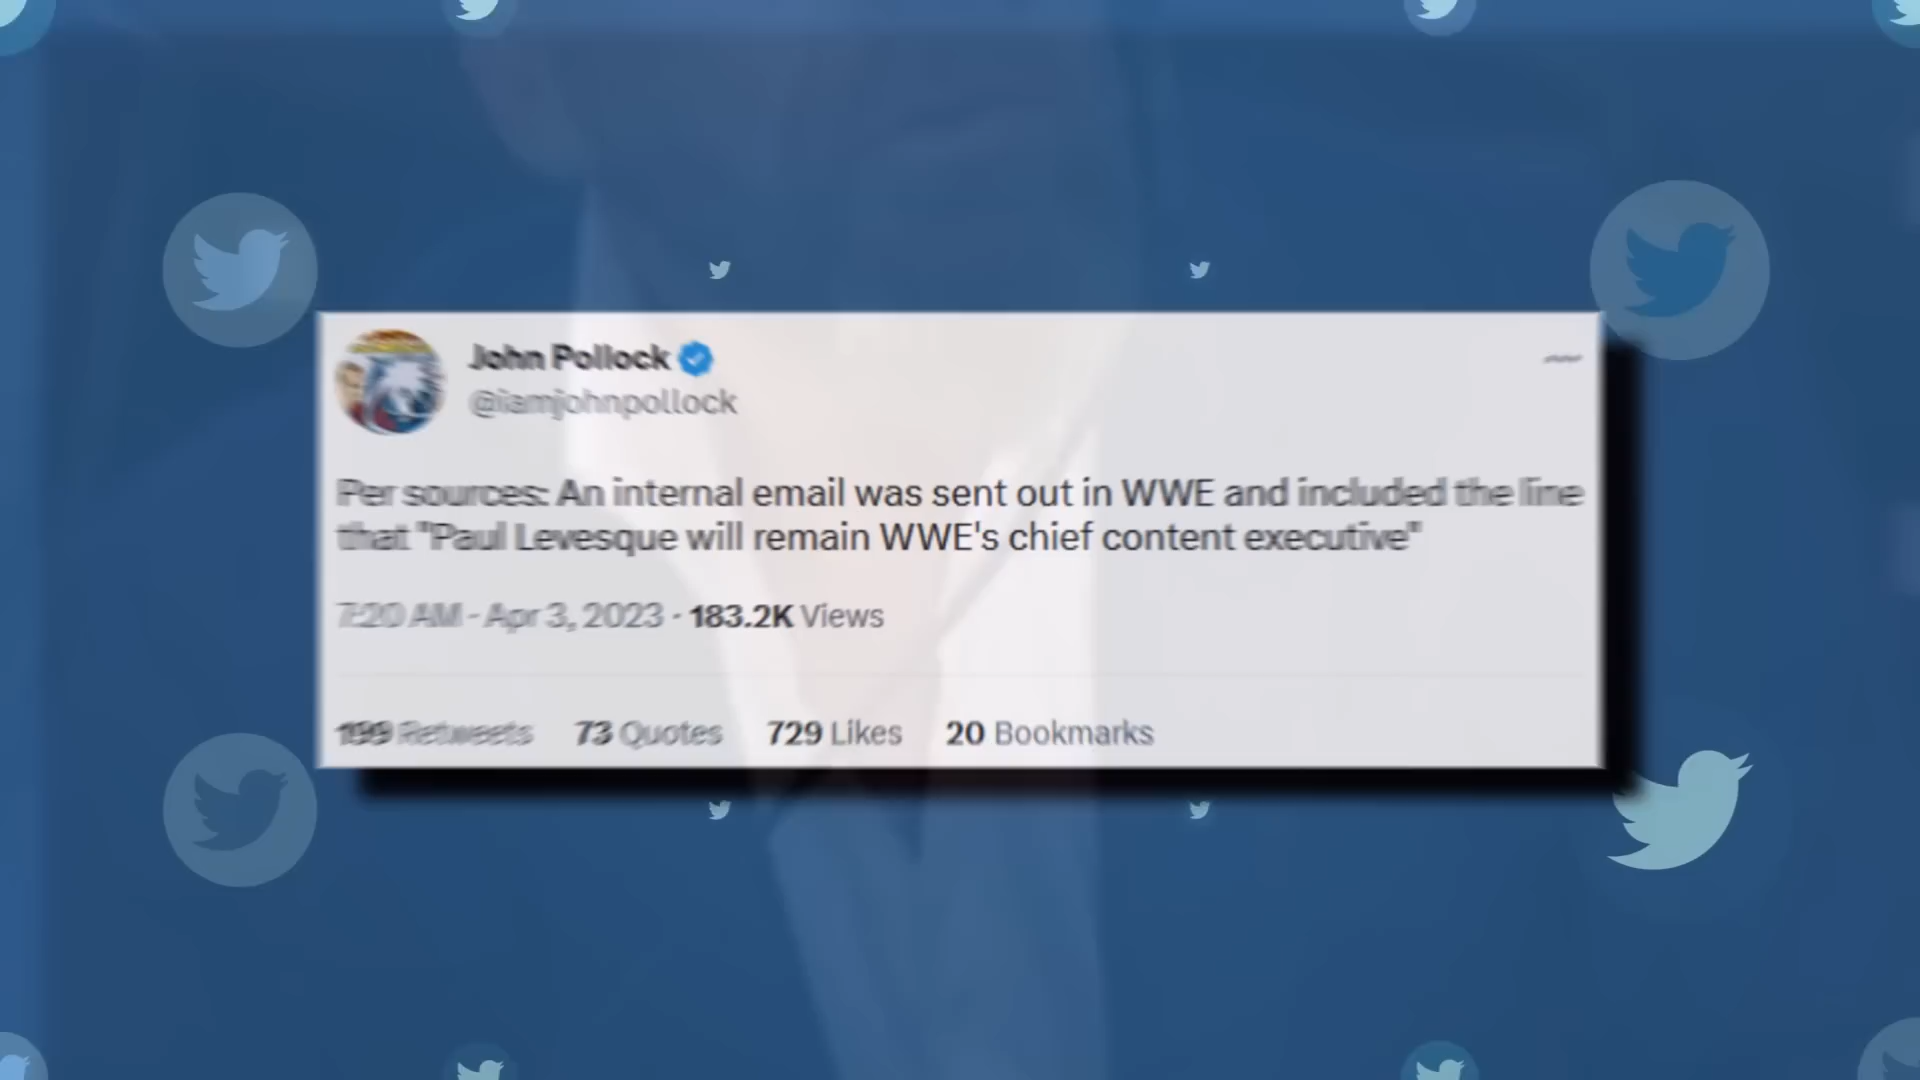 John Pollock
@iamjohnpollock
Per sources: An internal email was sent out in WWE and included the line
that "Paul Levesque will remain WWE's chief content executive"
7:20 AM - Apr 3, 2023 · 183.2K Views
199 Retweets 73 Quotes 729 Likes 20 Bookmarks